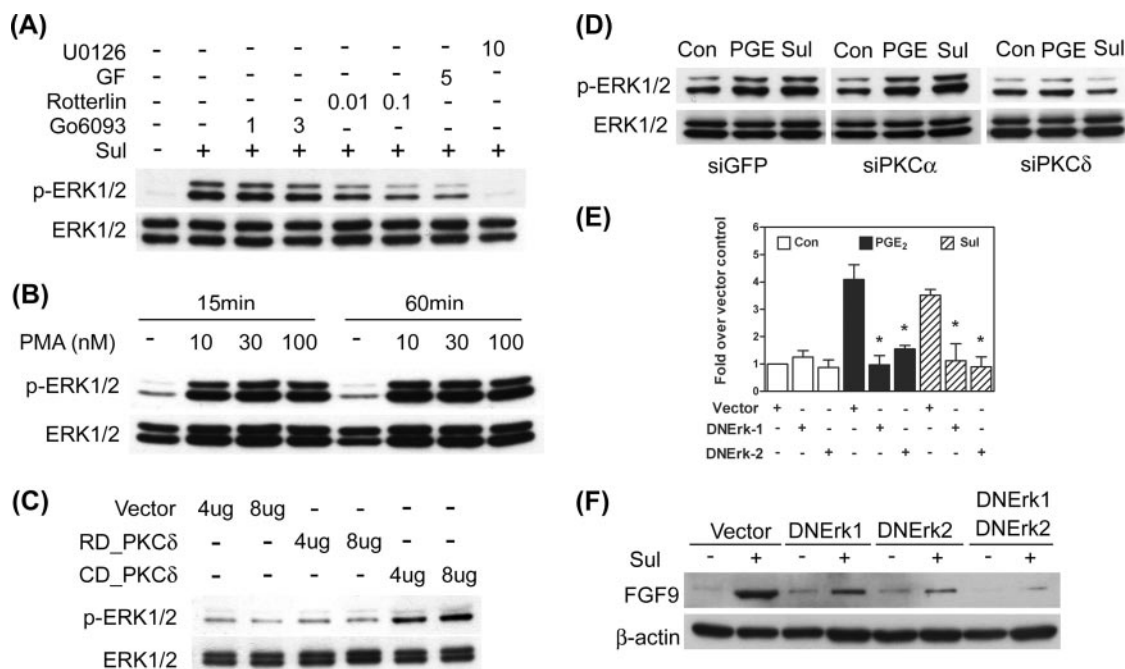 (A)
U0126 - - - - - - - 10
GF - - - - - - 5 -
Rotterlin - - - - 0.01 0.1 - -
Go6093 - - 1 3 - - - -
Sul - + + + + + + +
p-ERK1/2
ERK1/2
(B)
15min 60min
PMA (nM) - 10 30 100 - 10 30 100
p-ERK1/2
ERK1/2
(C)
Vector 4ug 8ug - - - -
RD_PKCδ - - 4ug 8ug - -
CD_PKCδ - - - - 4ug 8ug
p-ERK1/2
ERK1/2
(D)
Con PGE Sul Con PGE Sul Con PGE Sul
p-ERK1/2
ERK1/2
siGFP siPKCα siPKCδ
(E)
Fold over vector control
6
5
4
3
2
1
0
Con PGE₂ Sul
* * * *
Vector + - - + - - + - -
DNErk-1 - + - - + - - + -
DNErk-2 - - + - - + - - +
(F)
Vector DNErk1 DNErk2 DNErk1 DNErk2
Sul - + - + - + - +
FGF9
β-actin